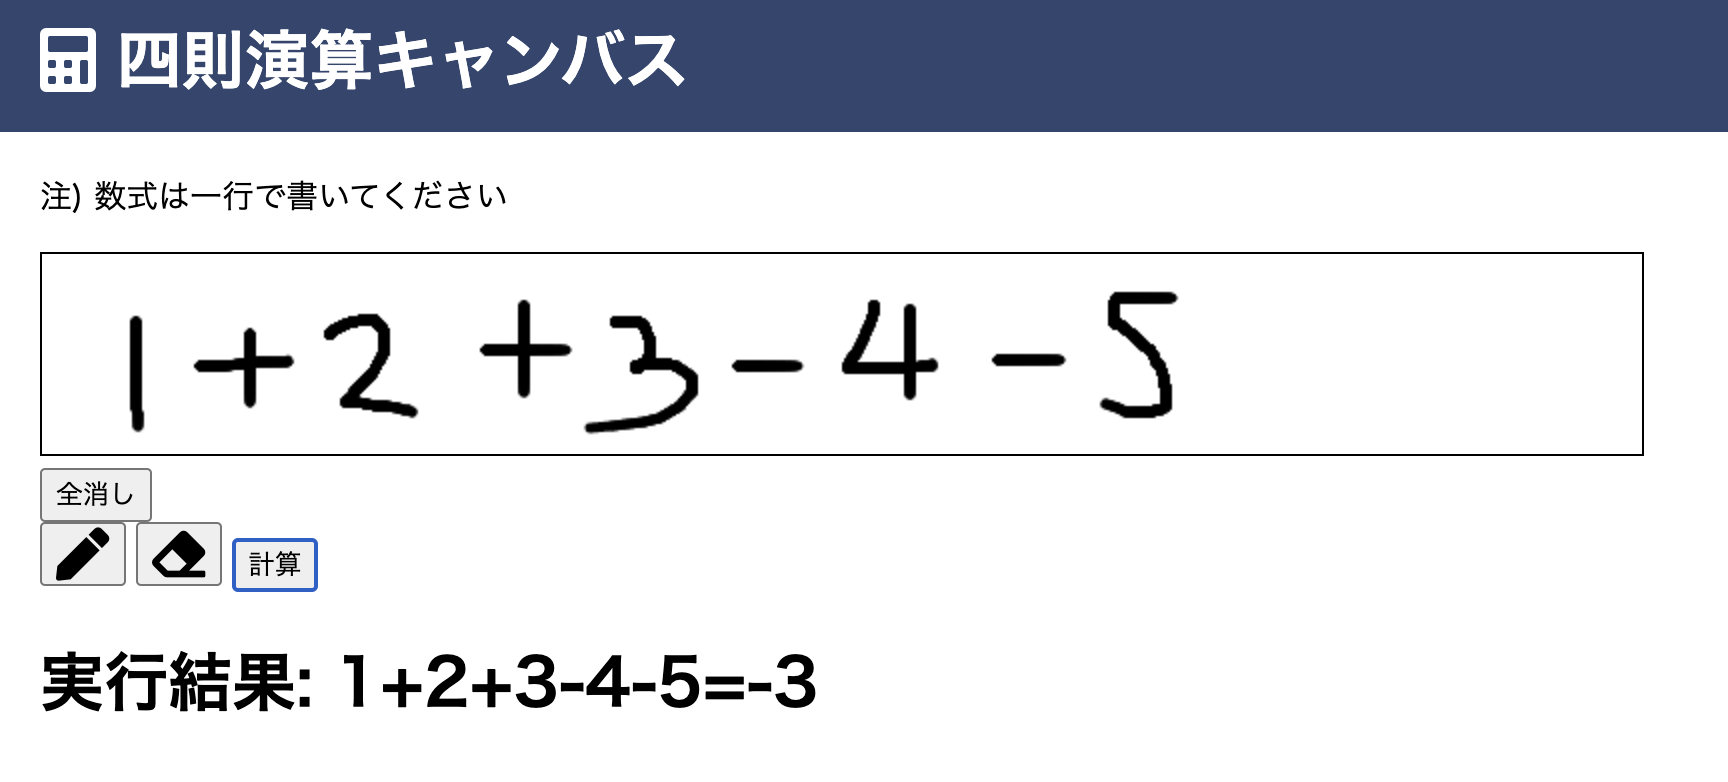 四則演算キャンバス
注) 数式は一行で書いてください
1+2+3-4-5
全消し
計算
実行結果: 1+2+3-4-5=-3